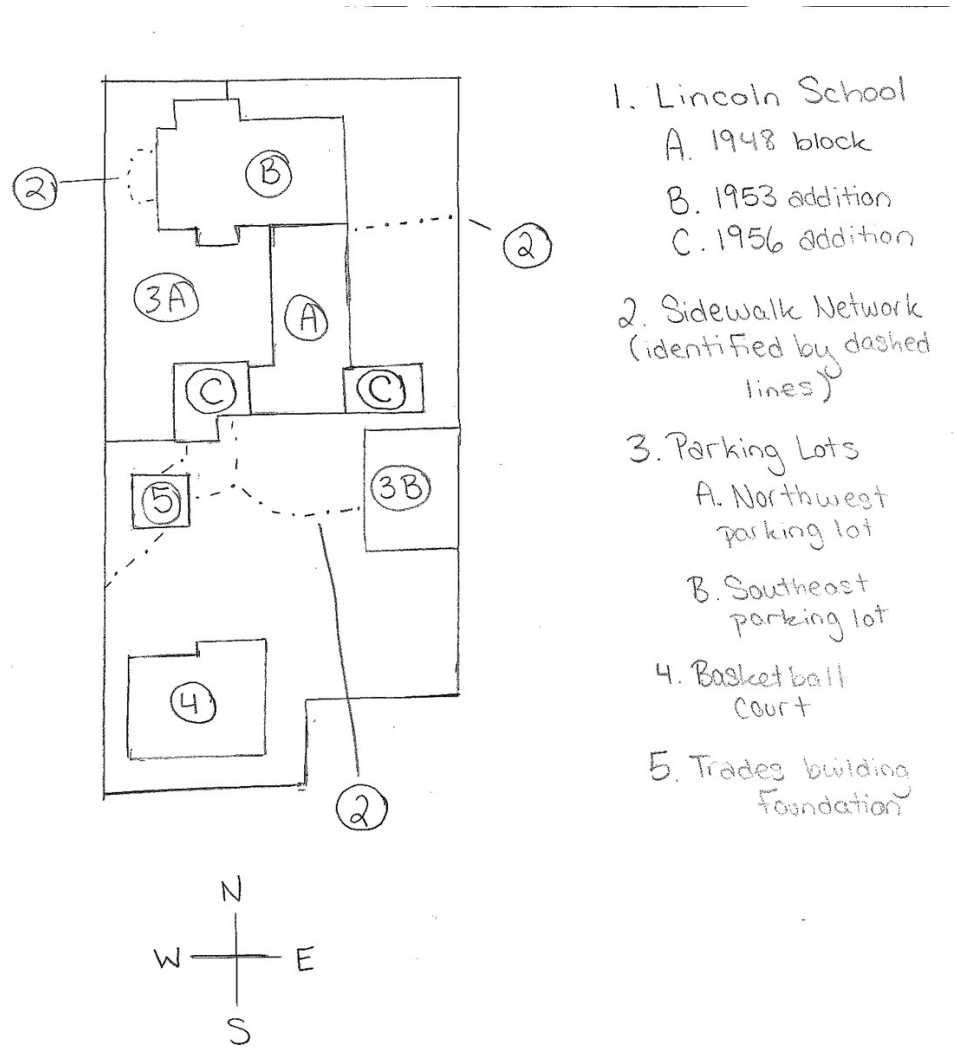 1. Lincoln School
A. 1948 block
B. 1953 addition
C. 1956 addition
2. Sidewalk Network
(identified by dashed
lines)
3. Parking Lots
A. Northwest
parking lot
B. Southeast
parking lot
4. Basketball
Court
5. Trades building
Foundation
2
B
2
3A
A
C
C
5
3B
4
2
N
W E
S